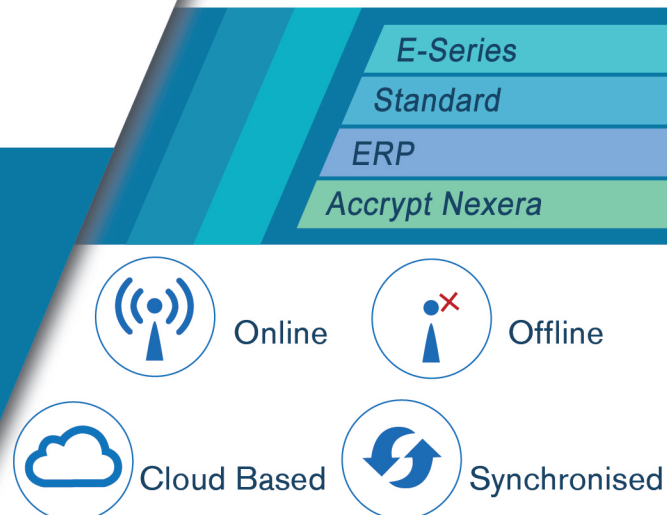 E-Series
Standard
ERP
Accrypt Nexera
Online
Offline
Cloud Based
Synchronised